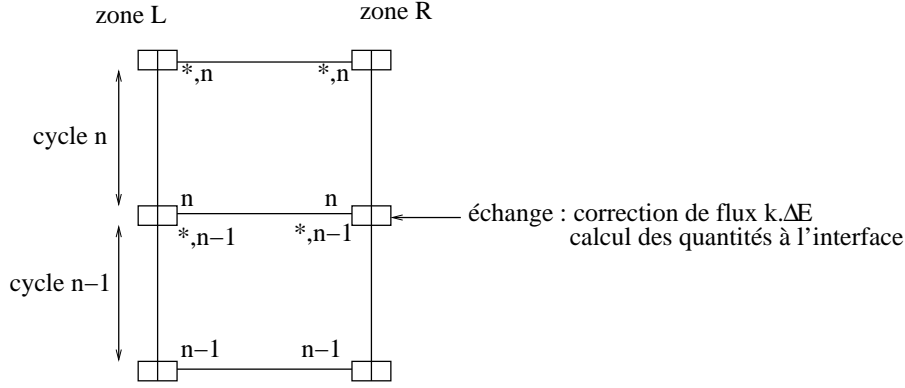 zone L zone R
*,n *,n
cycle n
n n
*,n−1 *,n−1
échange : correction de flux k.ΔE
calcul des quantités à l'interface
cycle n−1
n−1 n−1